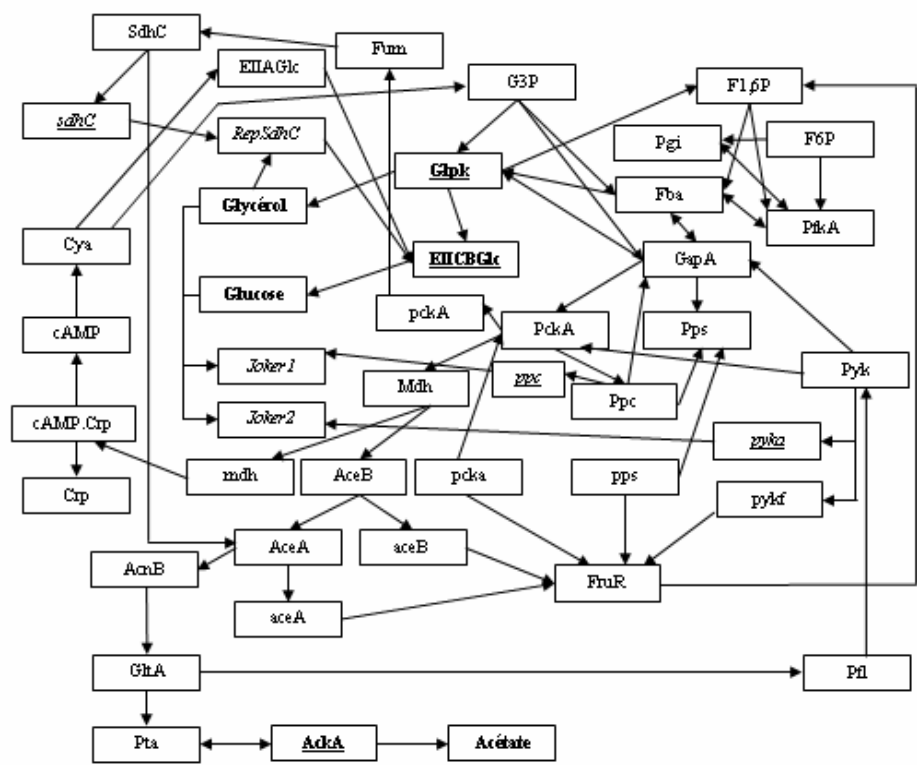 SdhC
Fum
EIIAGlc
G3P
F1,6P
sdhC
RepSdhC
Pgi
F6P
Glpk
Glycérol
Fba
PfkA
Cya
EIICBGlc
GapA
Glucose
pckA
cAMP
PckA
Pps
Joker1
ppc
Pyk
Mdh
Ppc
cAMP.Crp
Joker2
pyka
mdh
AceB
pcka
pps
Crp
pykf
AceA
aceB
AcnB
FruR
aceA
GltA
Pfl
Pta
AckA
Acétate